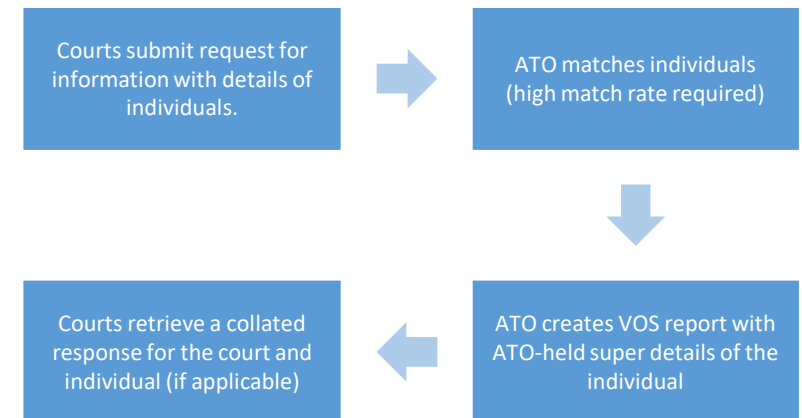 Courts submit request for
information with details of
individuals.
ATO matches individuals
(high match rate required)
ATO creates VOS report with
ATO-held super details of the
individual
Courts retrieve a collated
response for the court and
individual (if applicable)